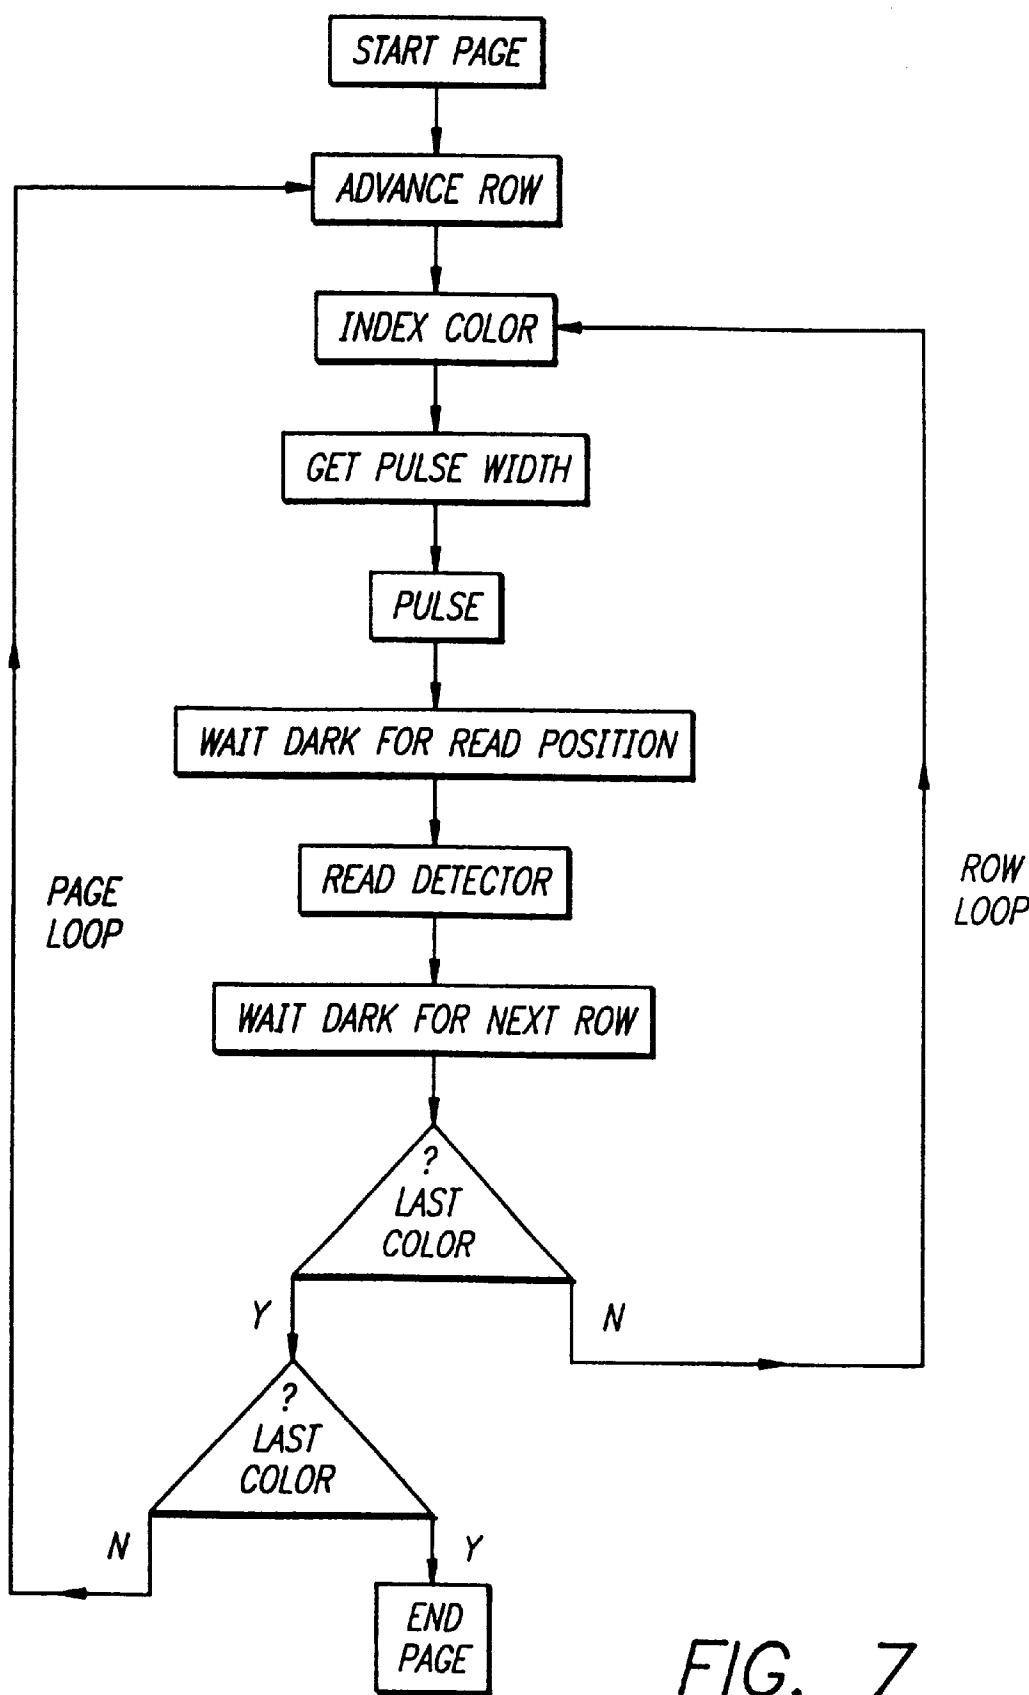 START PAGE
ADVANCE ROW
INDEX COLOR
GET PULSE WIDTH
PULSE
WAIT DARK FOR READ POSITION
READ DETECTOR
PAGE
LOOP
ROW
LOOP
WAIT DARK FOR NEXT ROW
?
LAST
COLOR
Y
N
?
LAST
COLOR
N
Y
END
PAGE
FIG. 7